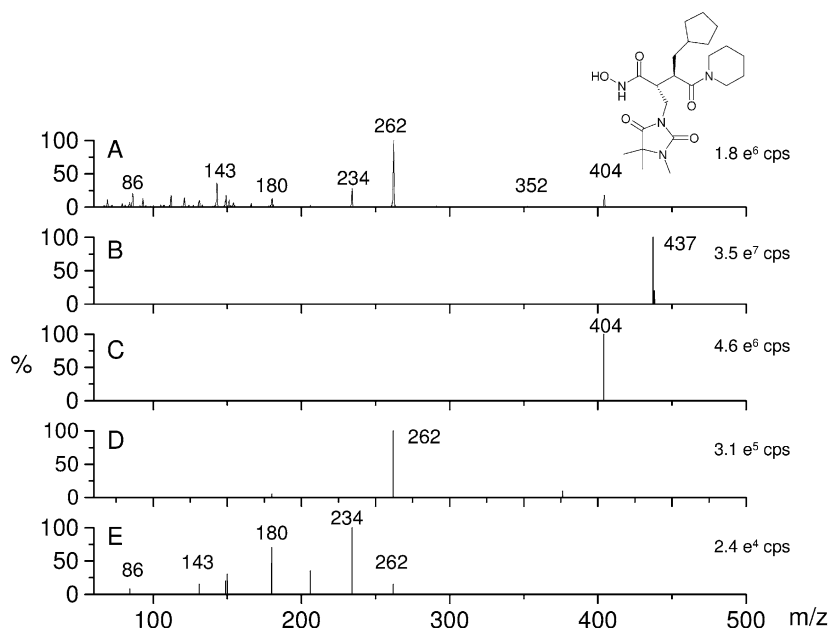 O
HO
N
H
N
O
O
N
O
N
100
50
0
A
86
143
180
234
262
352
404
1.8 e⁶ cps
100
50
0
B
437
3.5 e⁷ cps
100
50
0
C
404
4.6 e⁶ cps
%
100
50
0
D
262
3.1 e⁵ cps
100
50
0
E
86
143
180
234
262
2.4 e⁴ cps
100 200 300 400 500 m/z